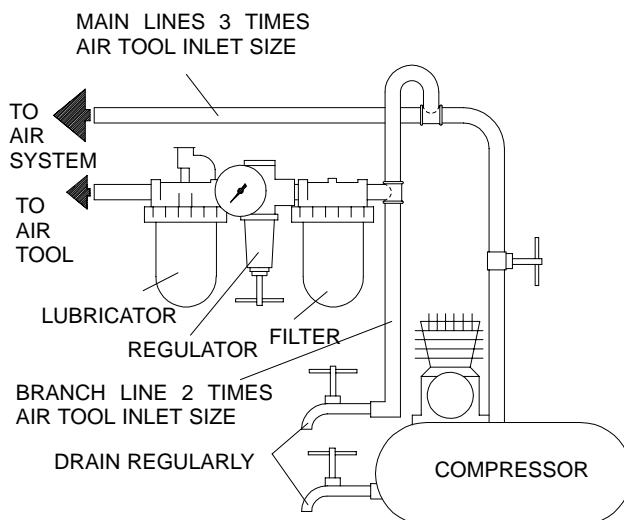 MAIN LINES 3 TIMES
AIR TOOL INLET SIZE
TO
AIR
SYSTEM
TO
AIR
TOOL
LUBRICATOR
REGULATOR
FILTER
BRANCH LINE 2 TIMES
AIR TOOL INLET SIZE
DRAIN REGULARLY
COMPRESSOR